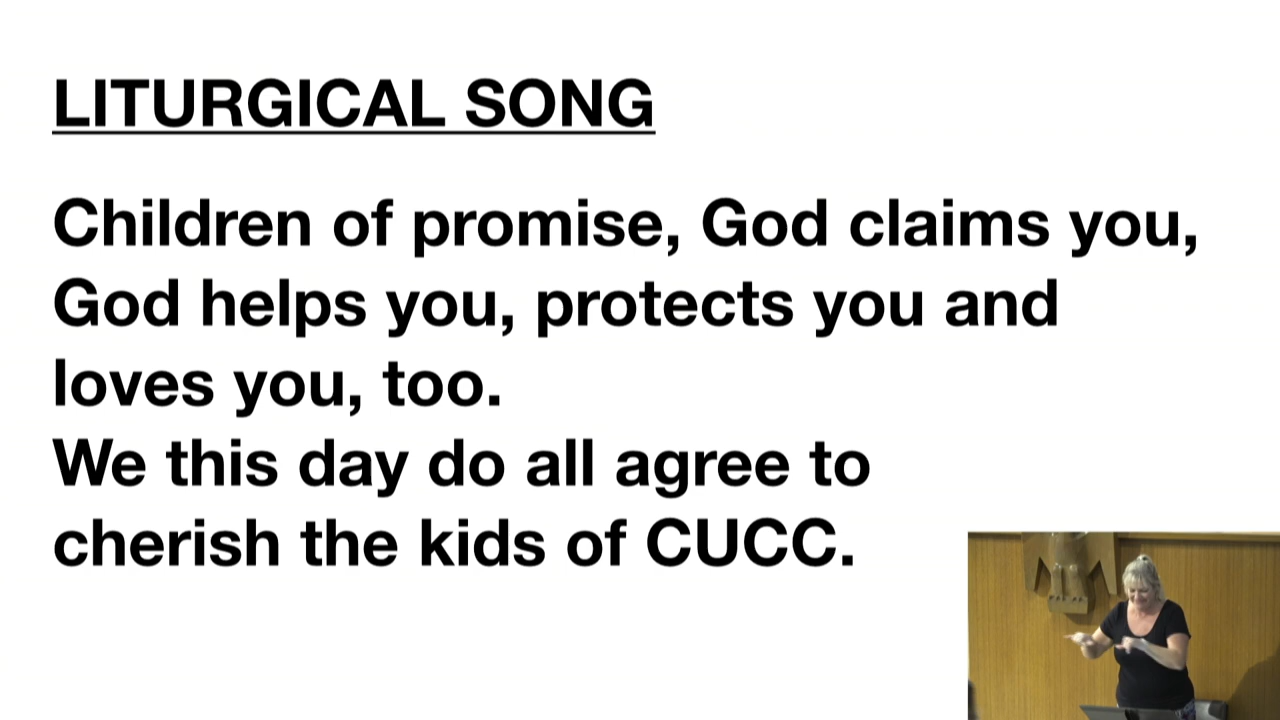 LITURGICAL SONG
Children of promise, God claims you,
God helps you, protects you and
loves you, too.
We this day do all agree to
cherish the kids of CUCC.